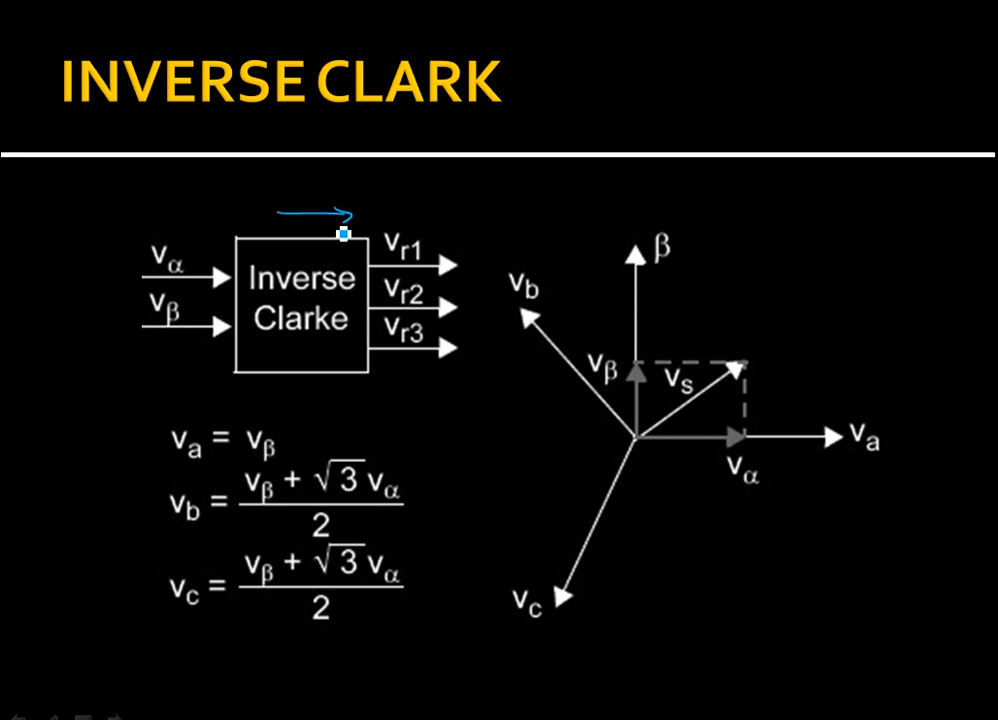 INVERSE CLARK
vα
vβ
Inverse
Clarke
vr1
vr2
vr3
va = vβ
vb = vβ + √3 vα
2
vc = vβ + √3 vα
2
β
vb
vβ
vs
va
vα
vc